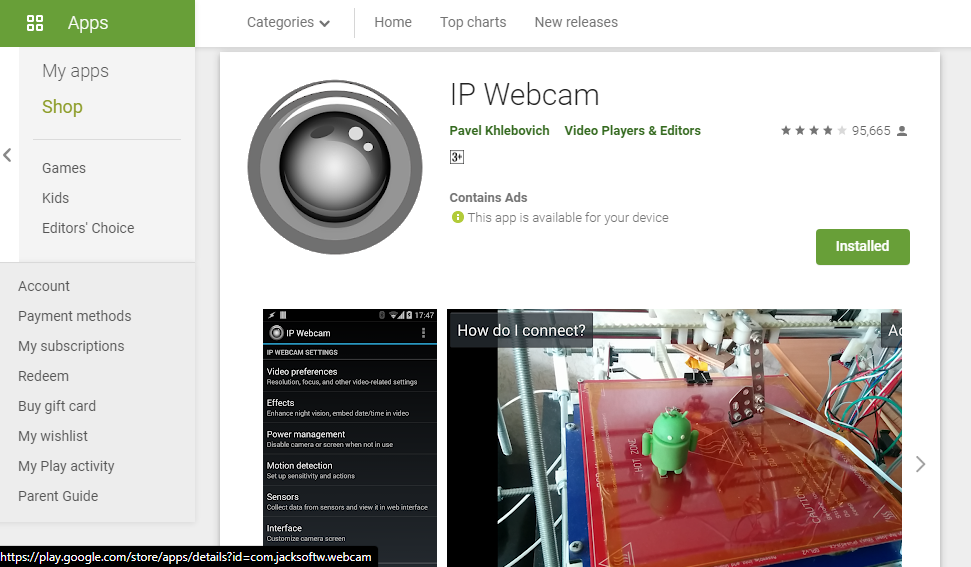 Apps
Categories
Home
Top charts
New releases
My apps
Shop
Games
Kids
Editors' Choice
Account
Payment methods
My subscriptions
Redeem
Buy gift card
My wishlist
My Play activity
Parent Guide
IP Webcam
Pavel Khlebovich Video Players & Editors
95,665
3+
Contains Ads
This app is available for your device
Installed
17:47
IP Webcam
IP WEBCAM SETTINGS
Video preferences
Resolution, focus, and other video-related settings
Effects
Enhance night vision, embed date/time in video
Power management
Disable camera or screen when not in use
Motion detection
Set up sensitivity and actions
Sensors
Collect data from sensors and view it in web interface
Interface
Customize camera screen
How do I connect?
Ac
HOT ZONE
https://play.google.com/store/apps/details?id=com.jacksoftw.webcam